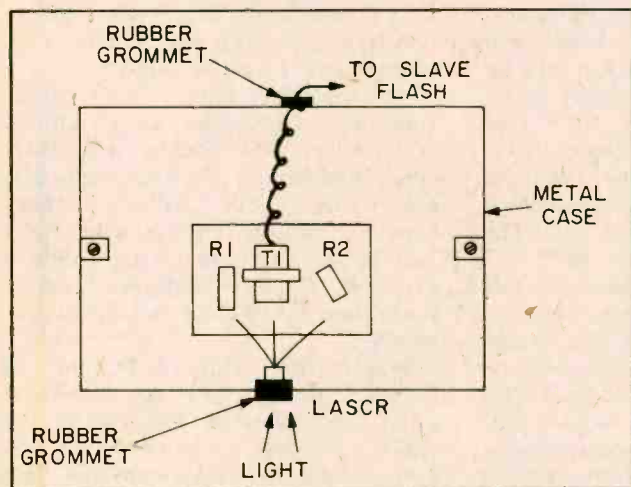 RUBBER
GROMMET
TO SLAVE
FLASH
METAL
CASE
R1
T1
R2
LASCR
RUBBER
GROMMET
LIGHT